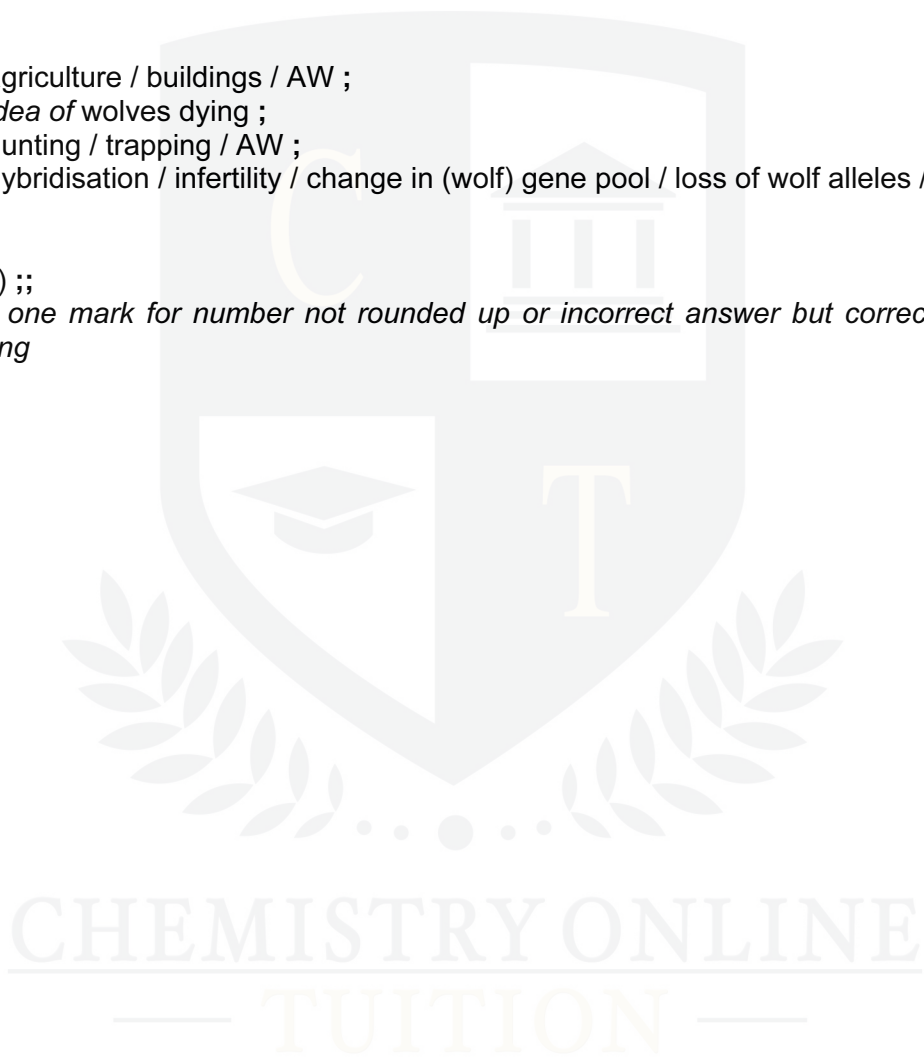 griculture / buildings / AW ;
dea of wolves dying ;
unting / trapping / AW ;
ybridisation / infertility / change in (wolf) gene pool / loss of wolf alleles /
) ;;
one mark for number not rounded up or incorrect answer but correc
ng
C
T
CHEMISTRY ONLINE
TUITION